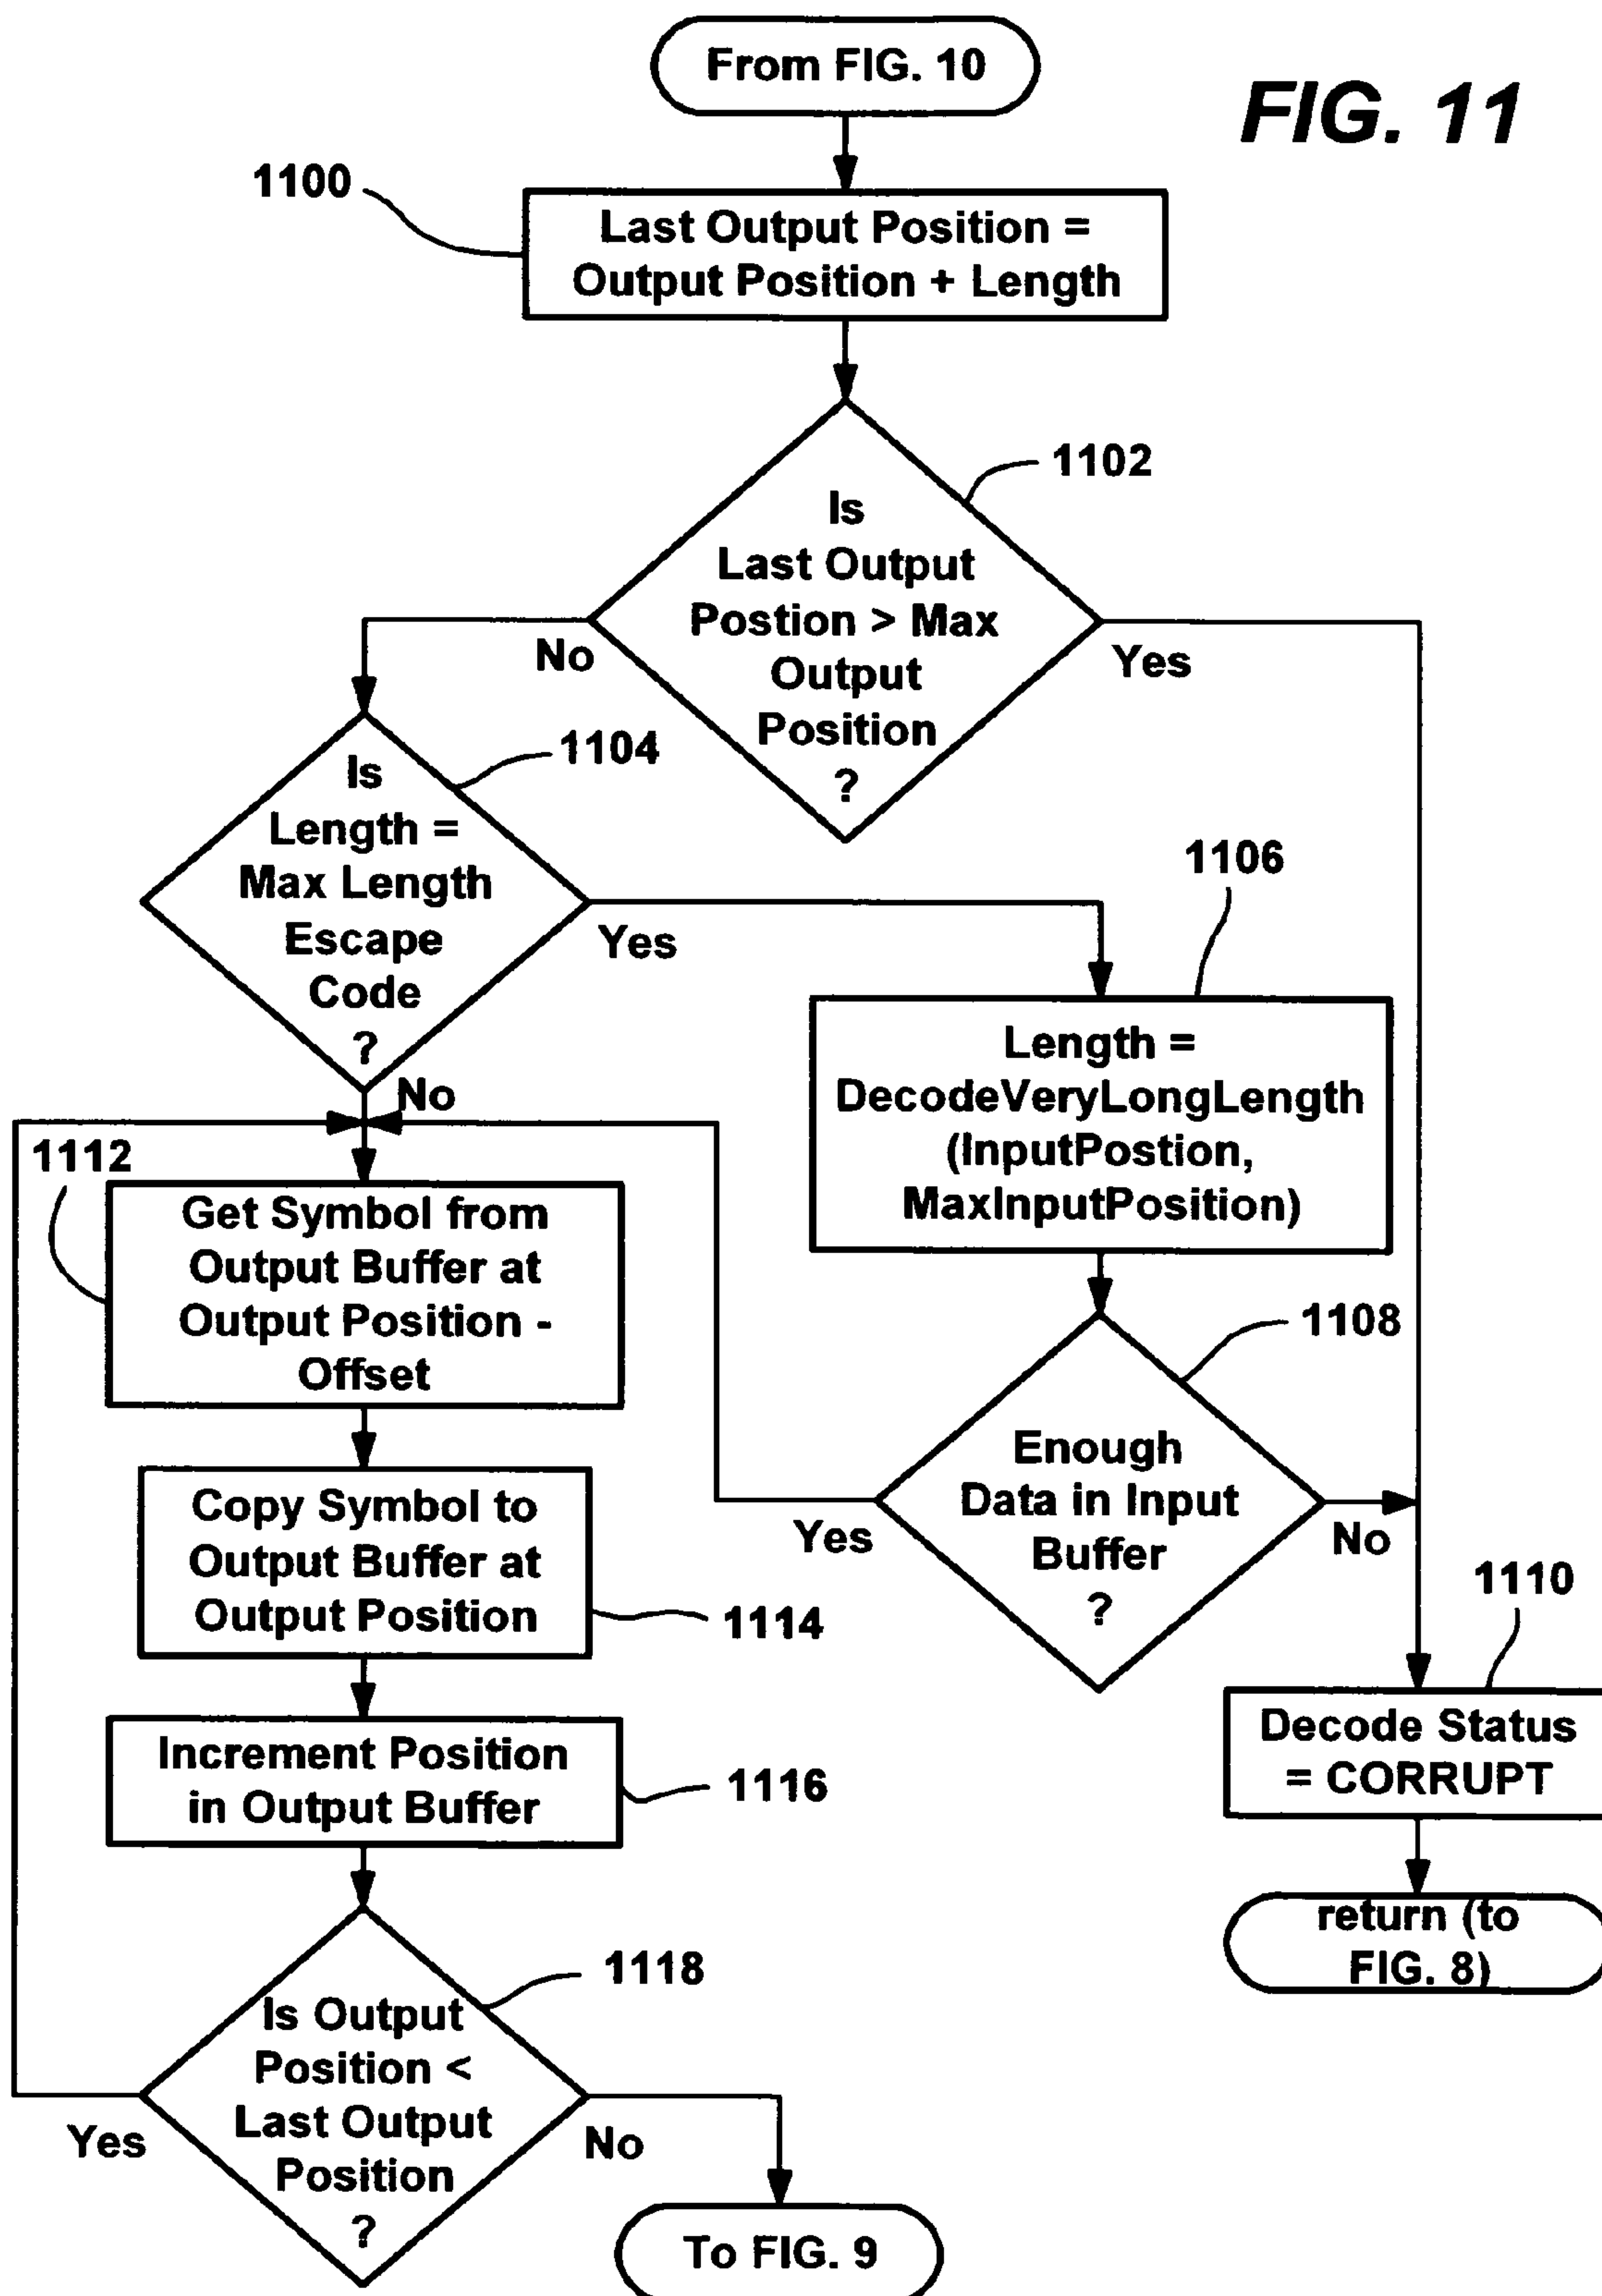 From FIG. 10
FIG. 11
1100
Last Output Position =
Output Position + Length
1102
Is
Last Output
Postion > Max
Output
Position
?
No
Yes
1104
Is
Length =
Max Length
Escape
Code
?
Yes
No
1106
Length =
DecodeVeryLongLength
(InputPostion,
MaxInputPosition)
1108
Enough
Data in Input
Buffer
?
Yes
No
1110
Decode Status
= CORRUPT
return (to
FIG. 8)
1112
Get Symbol from
Output Buffer at
Output Position -
Offset
Copy Symbol to
Output Buffer at
Output Position
1114
Increment Position
in Output Buffer
1116
1118
Is Output
Position <
Last Output
Position
?
Yes
No
To FIG. 9